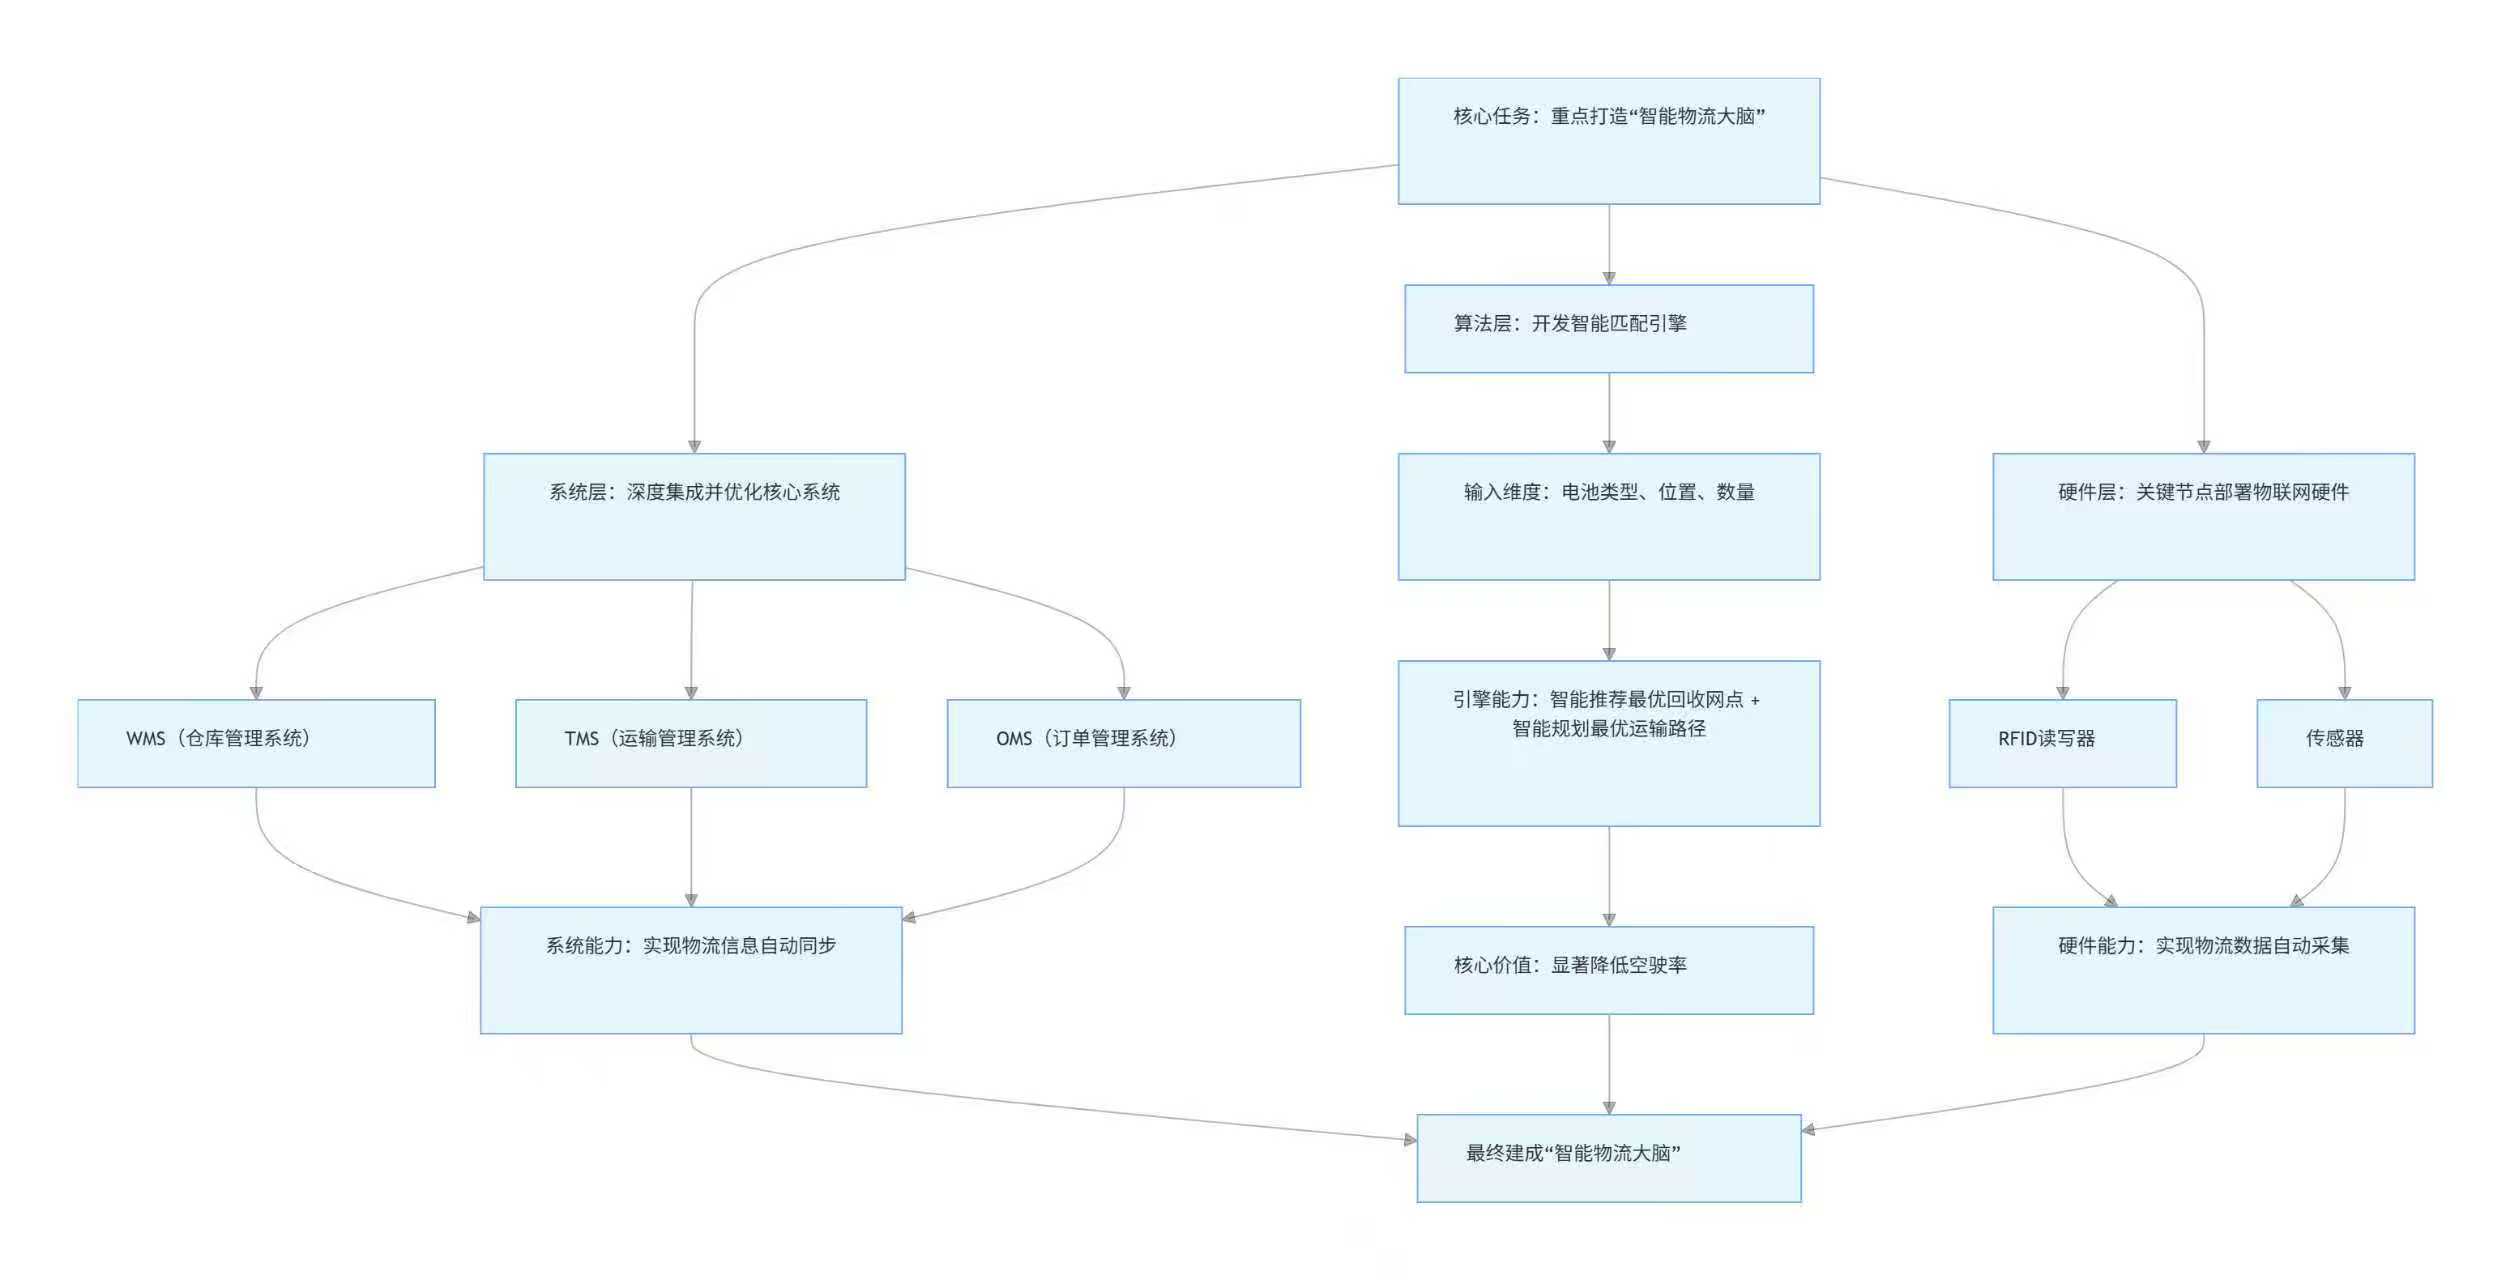 核心任务：重点打造“智能物流大脑”
算法层：开发智能匹配引擎
系统层：深度集成并优化核心系统
输入维度：电池类型、位置、数量
硬件层：关键节点部署物联网硬件
WMS（仓库管理系统）
TMS（运输管理系统）
OMS（订单管理系统）
引擎能力：智能推荐最优回收网点 +
智能规划最优运输路径
RFID读写器
传感器
系统能力：实现物流信息自动同步
核心价值：显著降低空驶率
硬件能力：实现物流数据自动采集
最终建成“智能物流大脑”